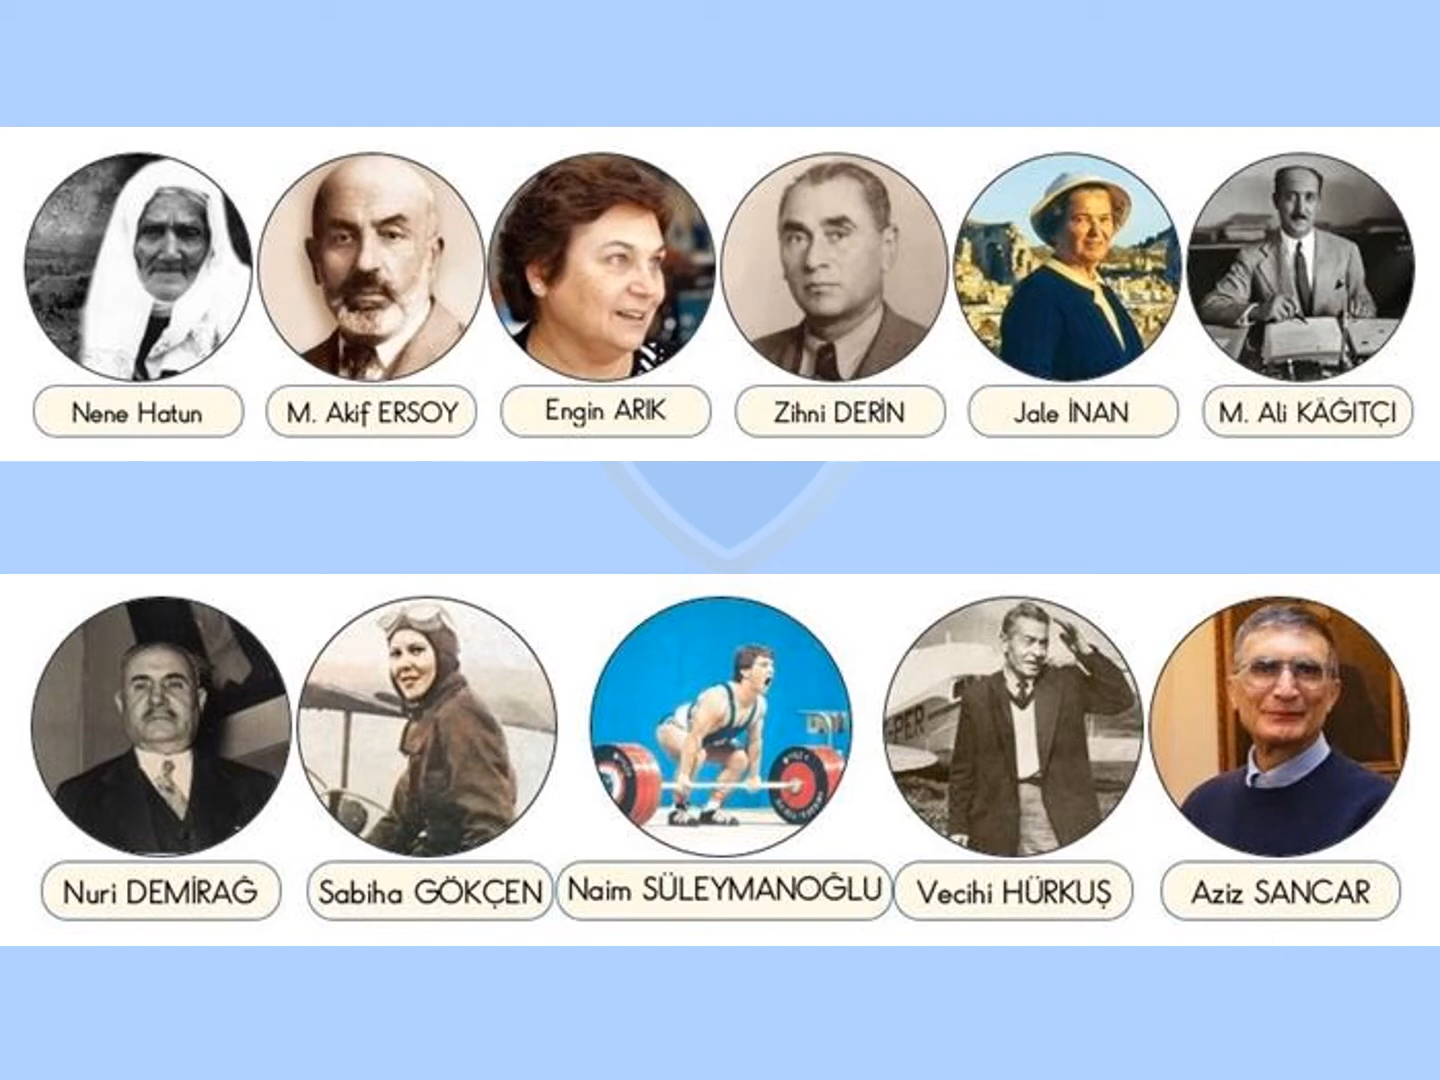 Nene Hatun
M. Akif ERSOY
Engin ARIK
Zihni DERİN
Jale İNAN
M. Ali KÂĞITÇI
Nuri DEMİRAĞ
Sabiha GÖKÇEN
Naim SÜLEYMANOĞLU
Vecihi HÜRKUŞ
Aziz SANCAR